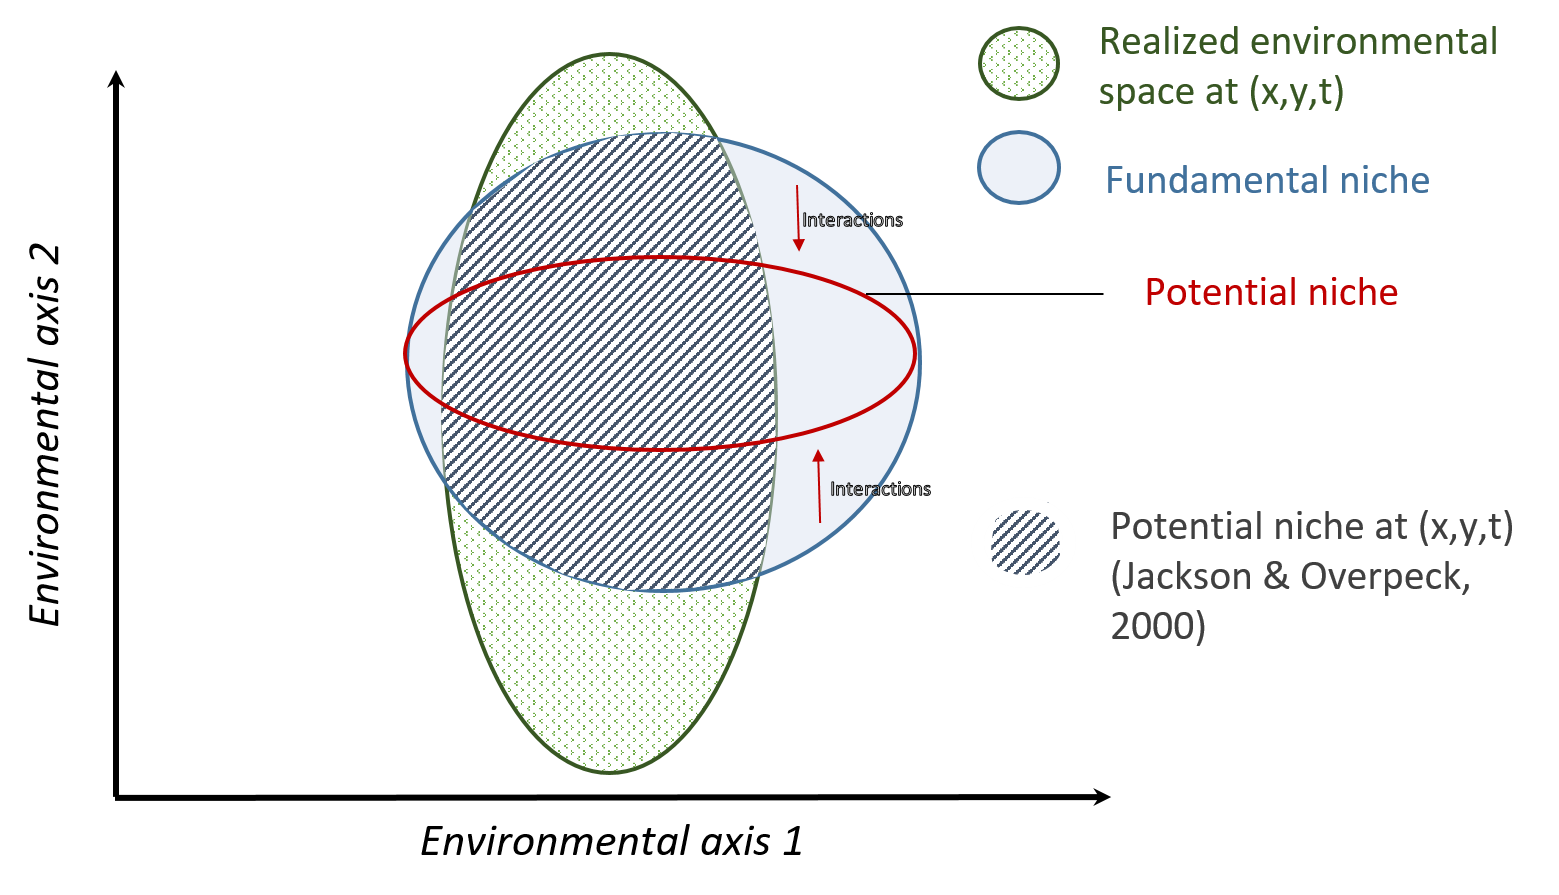 Realized environmental
space at (x,y,t)
Fundamental niche
Interactions
Potential niche
Environmental axis 2
Interactions
Potential niche at (x,y,t)
(Jackson & Overpeck,
2000)
Environmental axis 1